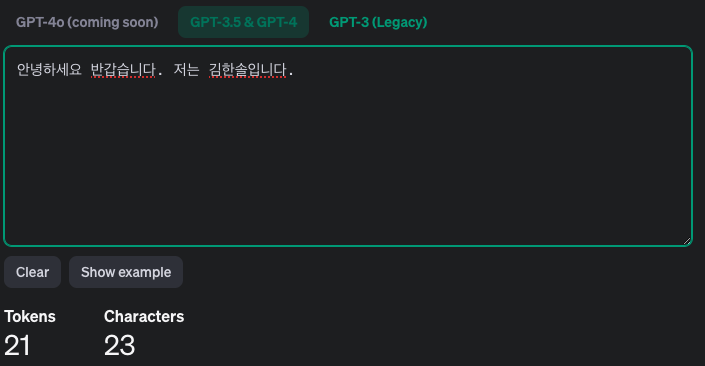 GPT-4o (coming soon) GPT-3.5 & GPT-4 GPT-3 (Legacy)
안녕하세요 반갑습니다. 저는 김한솔입니다.
Clear Show example
Tokens Characters
21 23